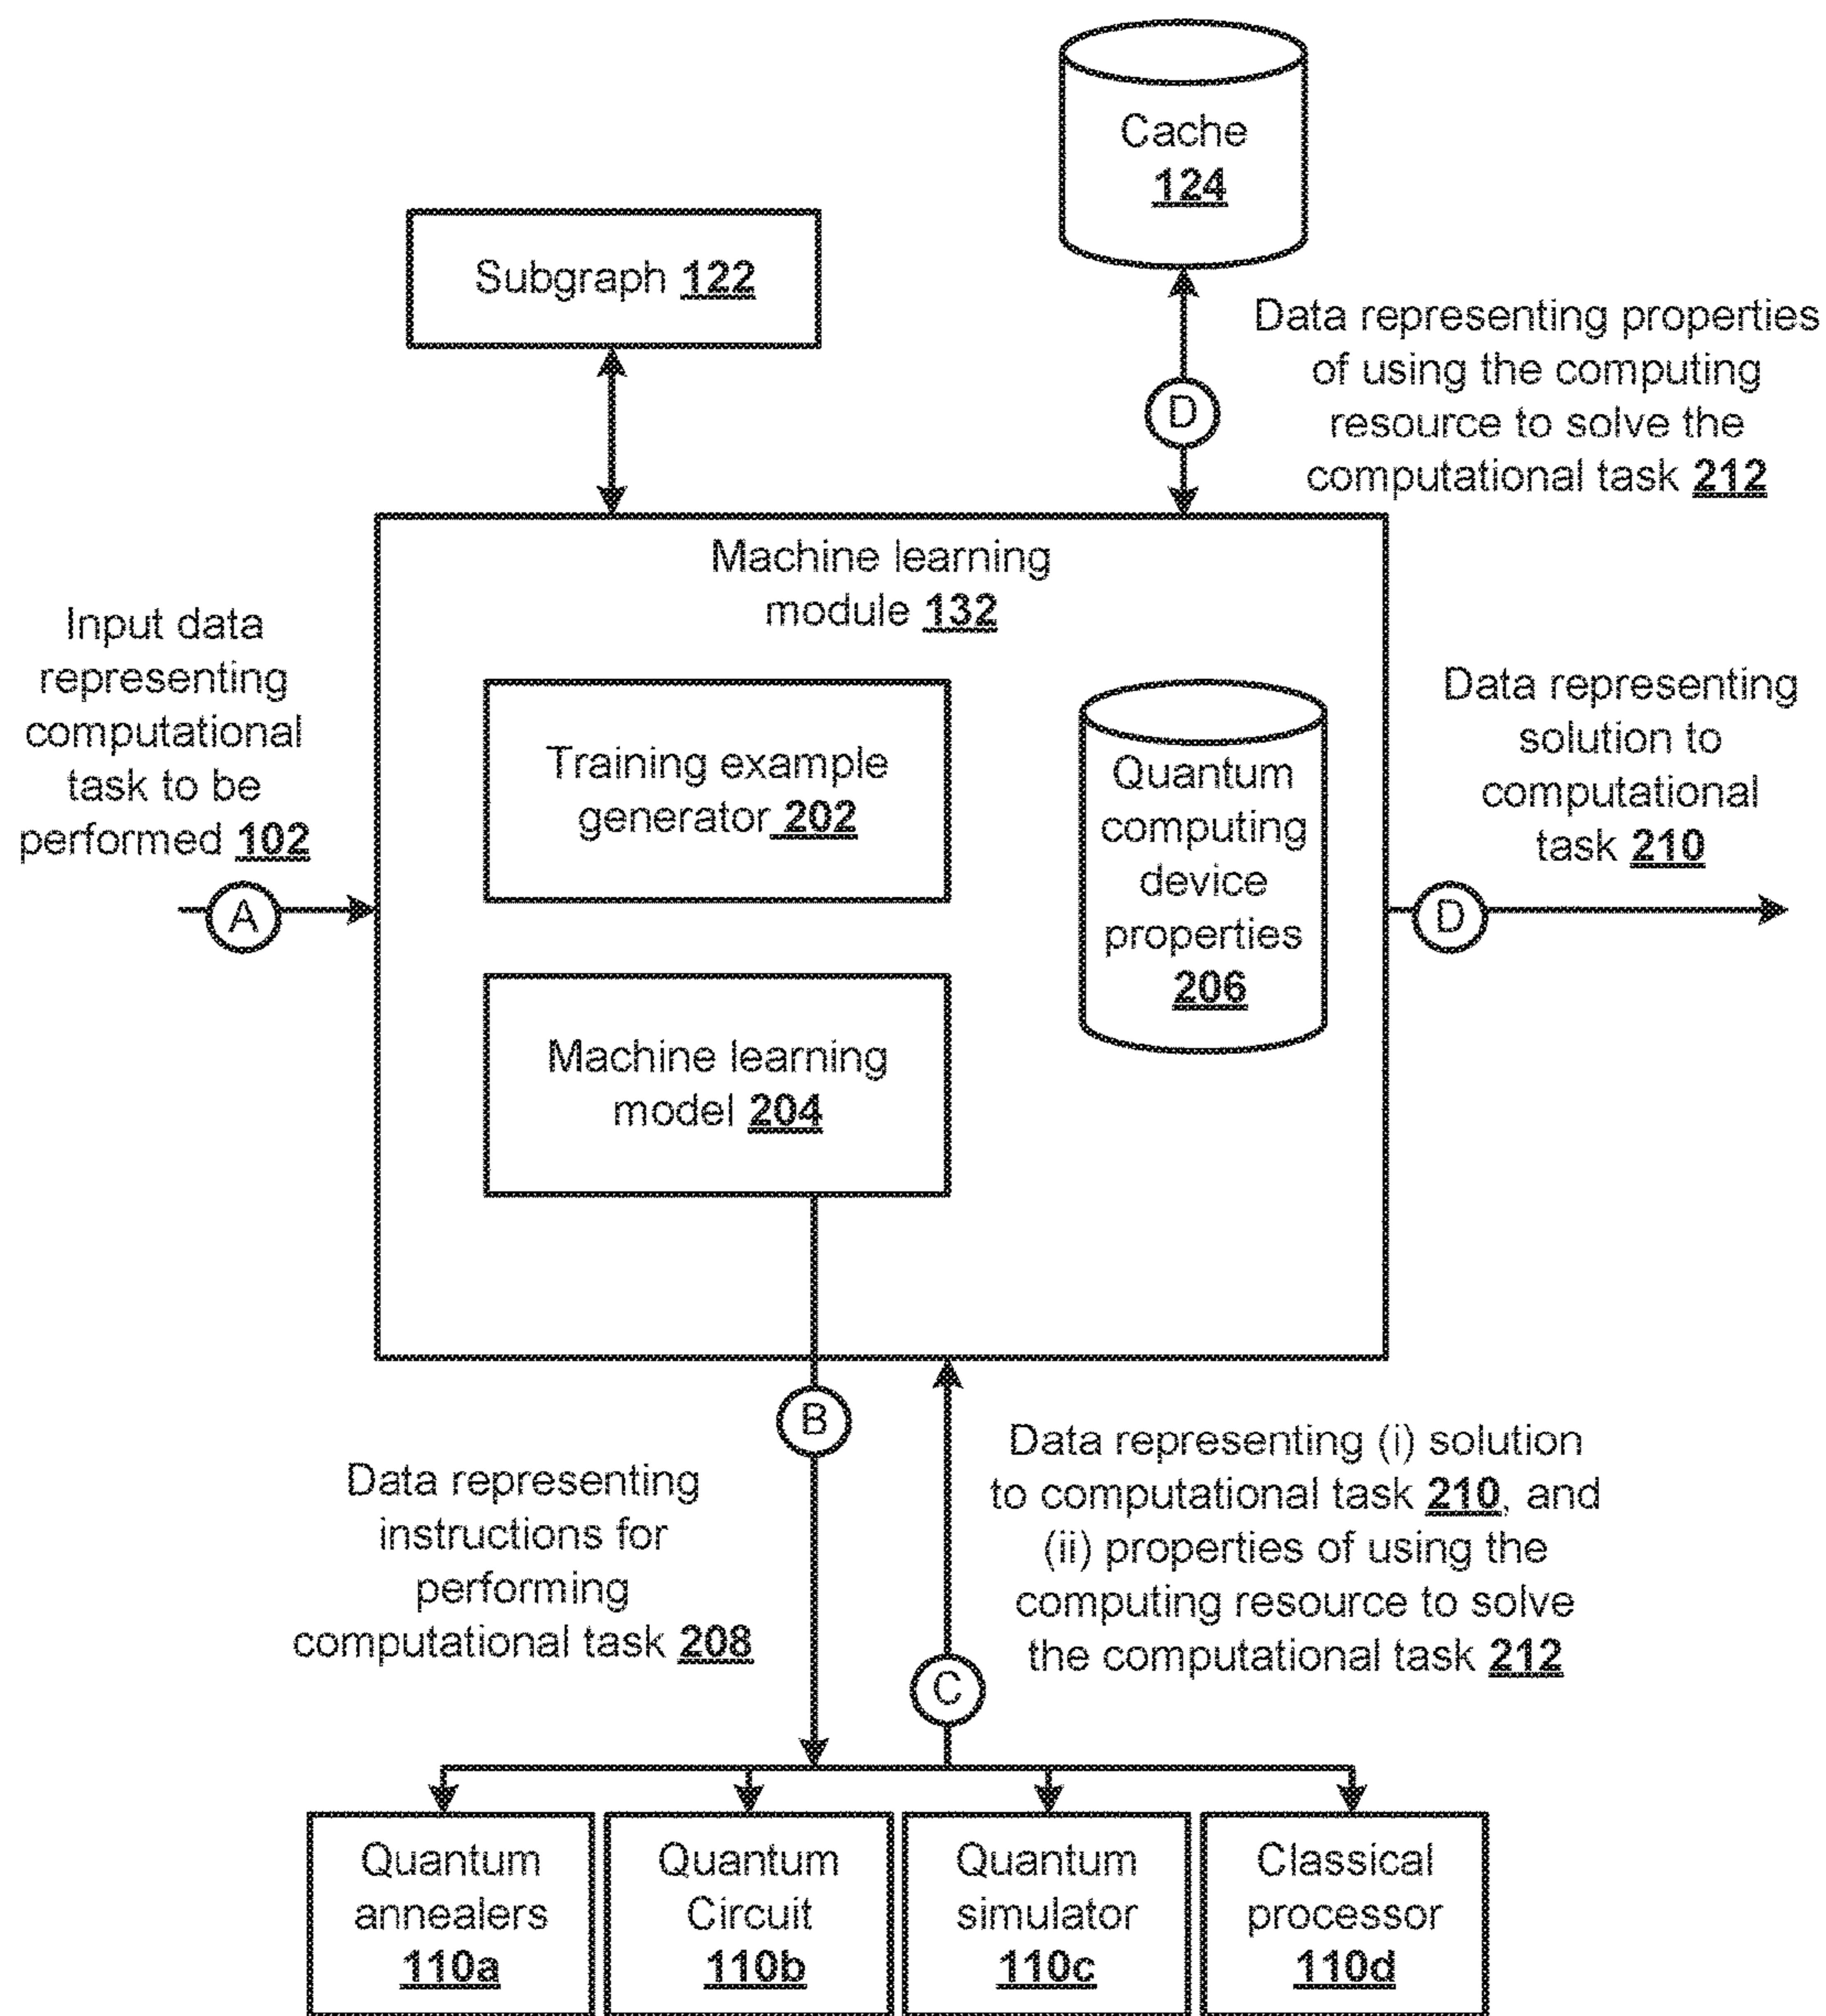 Cache
124
Subgraph 122
Data representing properties
of using the computing
resource to solve the
computational task 212
D
Machine learning
module 132
Input data
representing
computational
task to be
performed 102
A
Training example
generator 202
Machine learning
model 204
Quantum
computing
device
properties
206
Data representing
solution to
computational
task 210
D
B
Data representing
instructions for
performing
computational task 208
Data representing (i) solution
to computational task 210, and
(ii) properties of using the
computing resource to solve
the computational task 212
C
Quantum
annealers
110a
Quantum
Circuit
110b
Quantum
simulator
110c
Classical
processor
110d